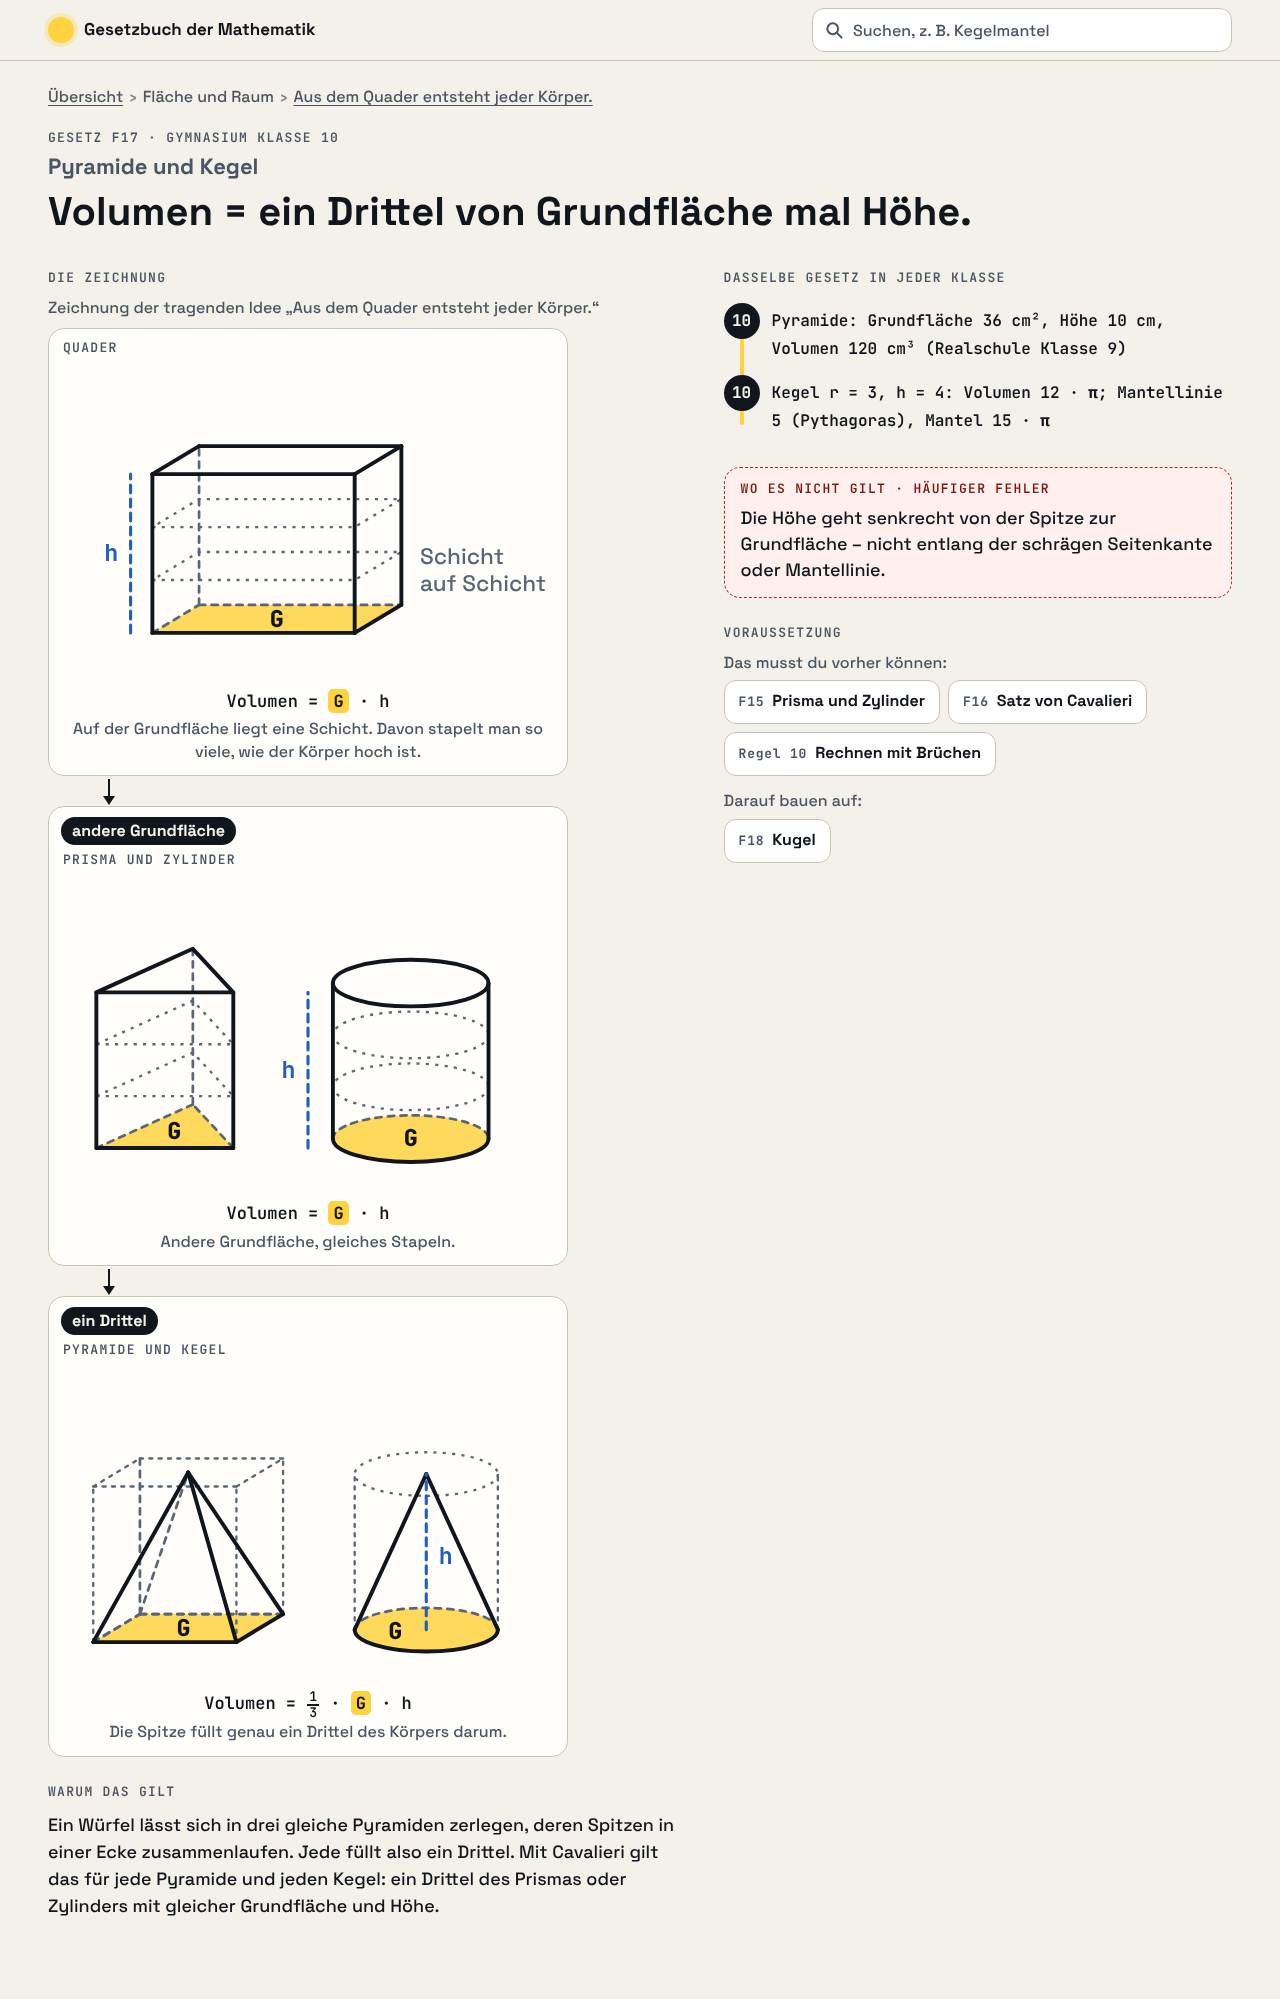 Gesetzbuch der Mathematik
Suchen, z. B. Kegelmantel
Übersicht > Fläche und Raum > Aus dem Quader entsteht jeder Körper.
GESETZ F17 · GYMNASIUM KLASSE 10
Pyramide und Kegel
Volumen = ein Drittel von Grundfläche mal Höhe.
DIE ZEICHNUNG
Zeichnung der tragenden Idee „Aus dem Quader entsteht jeder Körper.“
QUADER
h
Schicht
auf Schicht
G
Volumen = G · h
Auf der Grundfläche liegt eine Schicht. Davon stapelt man so
viele, wie der Körper hoch ist.
andere Grundfläche
PRISMA UND ZYLINDER
h
G
G
Volumen = G · h
Andere Grundfläche, gleiches Stapeln.
ein Drittel
PYRAMIDE UND KEGEL
h
G
G
Volumen = 1/3 · G · h
Die Spitze füllt genau ein Drittel des Körpers darum.
WARUM DAS GILT
Ein Würfel lässt sich in drei gleiche Pyramiden zerlegen, deren Spitzen in
einer Ecke zusammenlaufen. Jede füllt also ein Drittel. Mit Cavalieri gilt
das für jede Pyramide und jeden Kegel: ein Drittel des Prismas oder
Zylinders mit gleicher Grundfläche und Höhe.
DASSELBE GESETZ IN JEDER KLASSE
10 Pyramide: Grundfläche 36 cm², Höhe 10 cm,
Volumen 120 cm³ (Realschule Klasse 9)
10 Kegel r = 3, h = 4: Volumen 12 · π; Mantellinie
5 (Pythagoras), Mantel 15 · π
WO ES NICHT GILT · HÄUFIGER FEHLER
Die Höhe geht senkrecht von der Spitze zur
Grundfläche – nicht entlang der schrägen Seitenkante
oder Mantellinie.
VORAUSSETZUNG
Das musst du vorher können:
F15 Prisma und Zylinder F16 Satz von Cavalieri
Regel 10 Rechnen mit Brüchen
Darauf bauen auf:
F18 Kugel